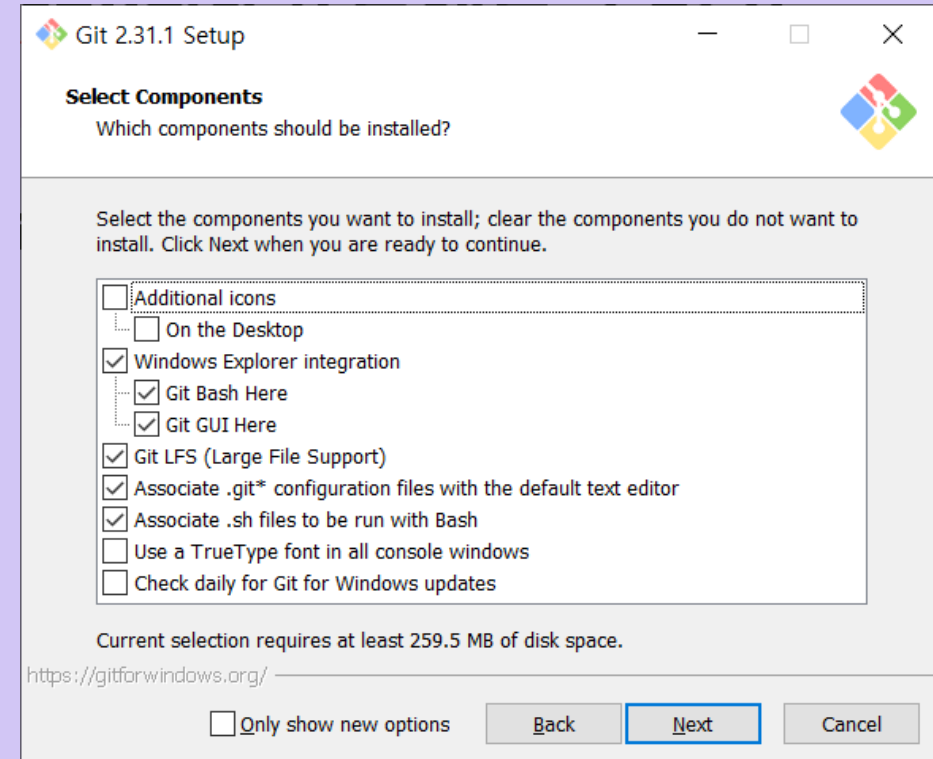 Git 2.31.1 Setup
Select Components
Which components should be installed?
Select the components you want to install; clear the components you do not want to
install. Click Next when you are ready to continue.
Additional icons
On the Desktop
Windows Explorer integration
Git Bash Here
Git GUI Here
Git LFS (Large File Support)
Associate .git* configuration files with the default text editor
Associate .sh files to be run with Bash
Use a TrueType font in all console windows
Check daily for Git for Windows updates
Current selection requires at least 259.5 MB of disk space.
https://gitforwindows.org/
Only show new options
Back
Next
Cancel